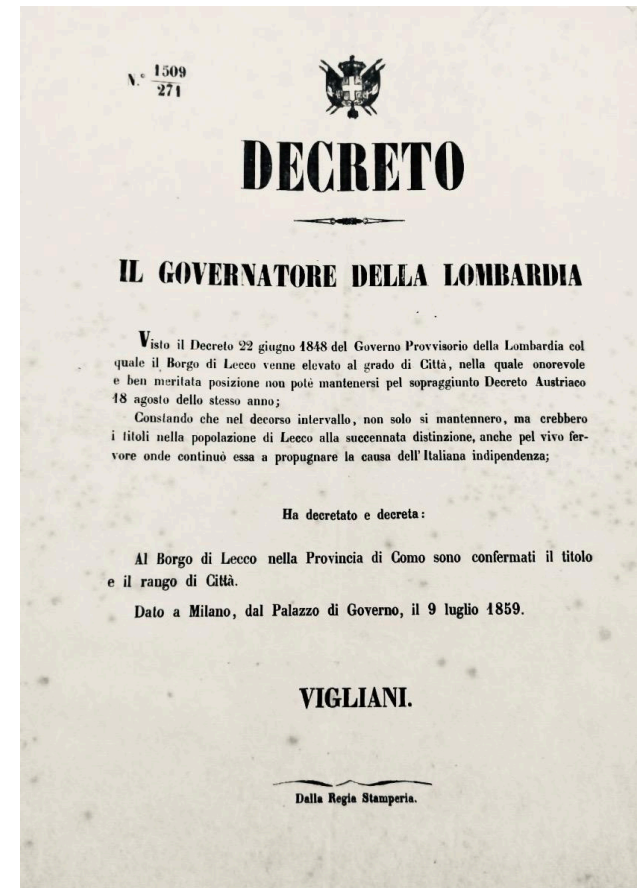 N.° 1509
271
DECRETO
IL GOVERNATORE DELLA LOMBARDIA
Visto il Decreto 22 giugno 1848 del Governo Provvisorio della Lombardia col
quale il Borgo di Lecco venne elevato al grado di Città, nella quale onorevole
e ben meritata posizione non potè mantenersi pel sopraggiunto Decreto Austriaco
18 agosto dello stesso anno;
Constando che nel decorso intervallo, non solo si mantennero, ma crebbero
i titoli nella popolazione di Lecco alla succennata distinzione, anche pel vivo fer-
vore onde continuò essa a propugnare la causa dell'Italiana indipendenza;
Ha decretato e decreta:
Al Borgo di Lecco nella Provincia di Como sono confermati il titolo
e il rango di Città.
Dato a Milano, dal Palazzo di Governo, il 9 luglio 1859.
VIGLIANI.
Dalla Regia Stamperia.